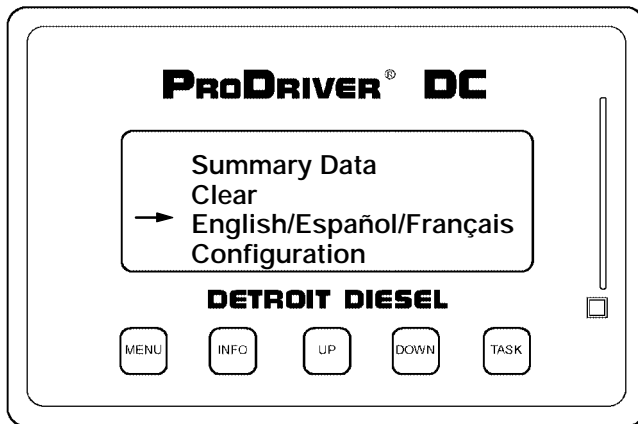 PRODRIVER® DC
Summary Data
Clear
→ English/Español/Français
Configuration
DETROIT DIESEL
MENU INFO UP DOWN TASK